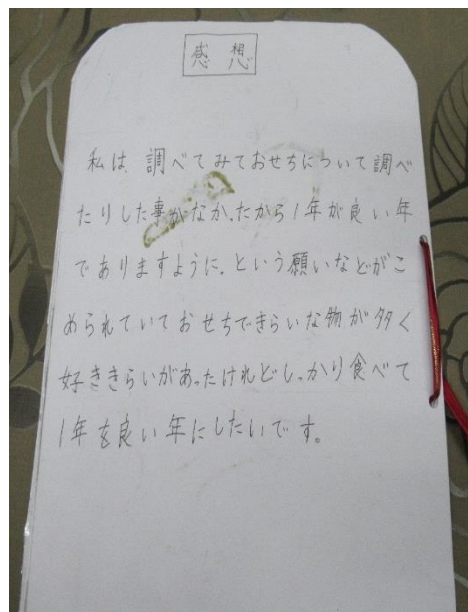 感想
私は、調べてみておせちについて調べ
たりした事がなかったから1年が良い年
でありますように。という願いなどがこ
められていておせちできらいな物が多く
好ききらいがあったけれどしっかり食べて
1年を良い年にしたいです。